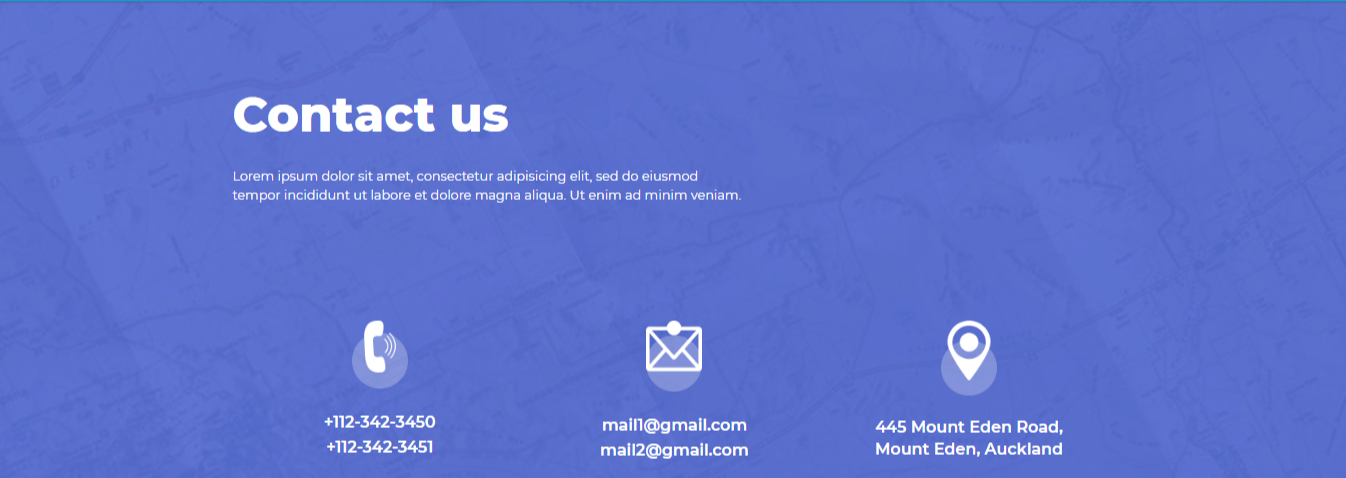 Contact us
Lorem ipsum dolor sit amet, consectetur adipisicing elit, sed do eiusmod
tempor incididunt ut labore et dolore magna aliqua. Ut enim ad minim veniam.
+112-342-3450
+112-342-3451
mail1@gmail.com
mail2@gmail.com
445 Mount Eden Road,
Mount Eden, Auckland